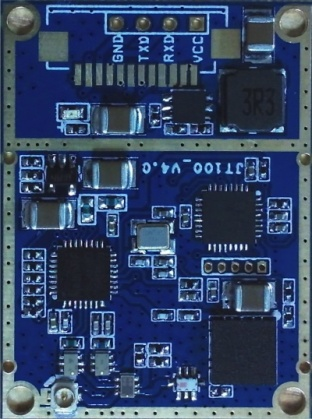 GND
TXD
RXD
VCC
3R3
JT100_V4.0